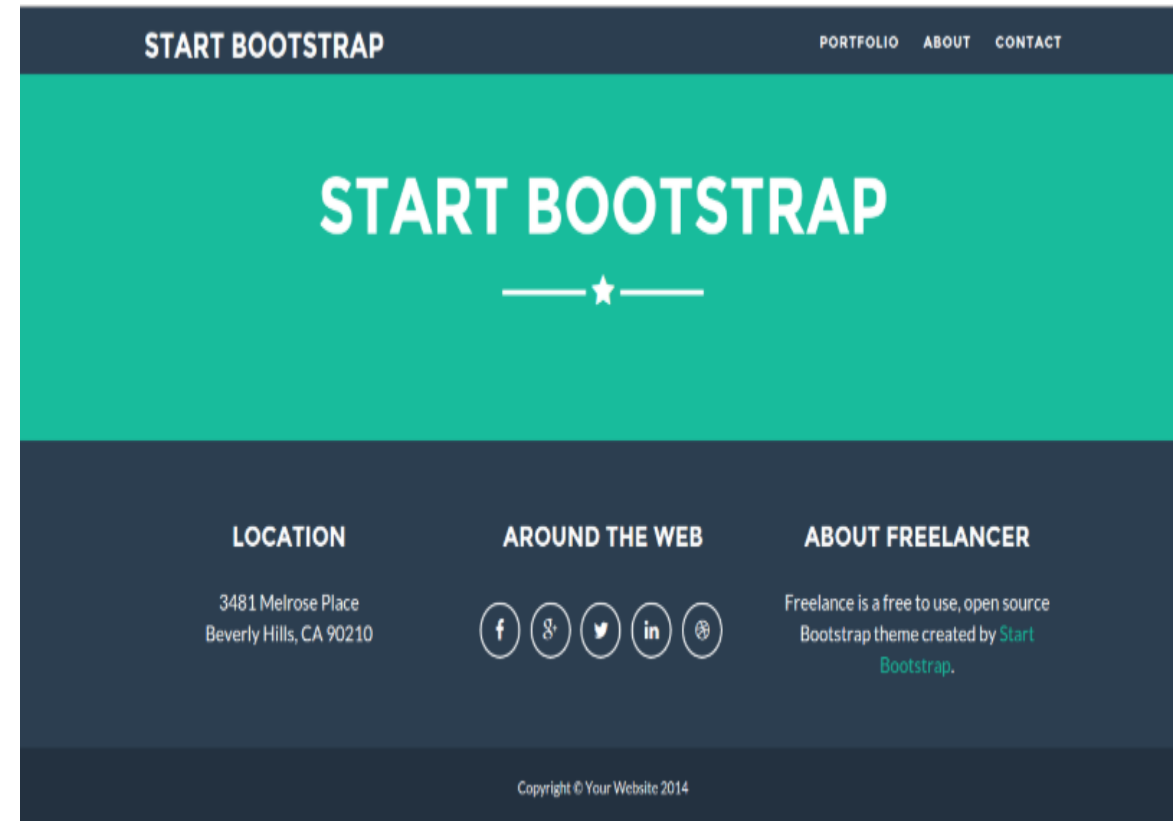 START BOOTSTRAP
PORTFOLIO ABOUT CONTACT
START BOOTSTRAP
LOCATION
3481 Melrose Place
Beverly Hills, CA 90210
AROUND THE WEB
ABOUT FREELANCER
Freelance is a free to use, open source
Bootstrap theme created by Start
Bootstrap.
Copyright © Your Website 2014